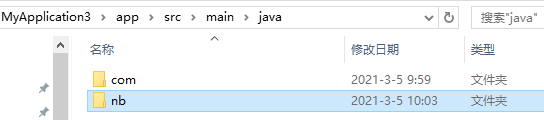 MyApplication3 › app › src › main › java
搜索"java"
名称 修改日期 类型
com 2021-3-5 9:59 文件夹
nb 2021-3-5 10:03 文件夹